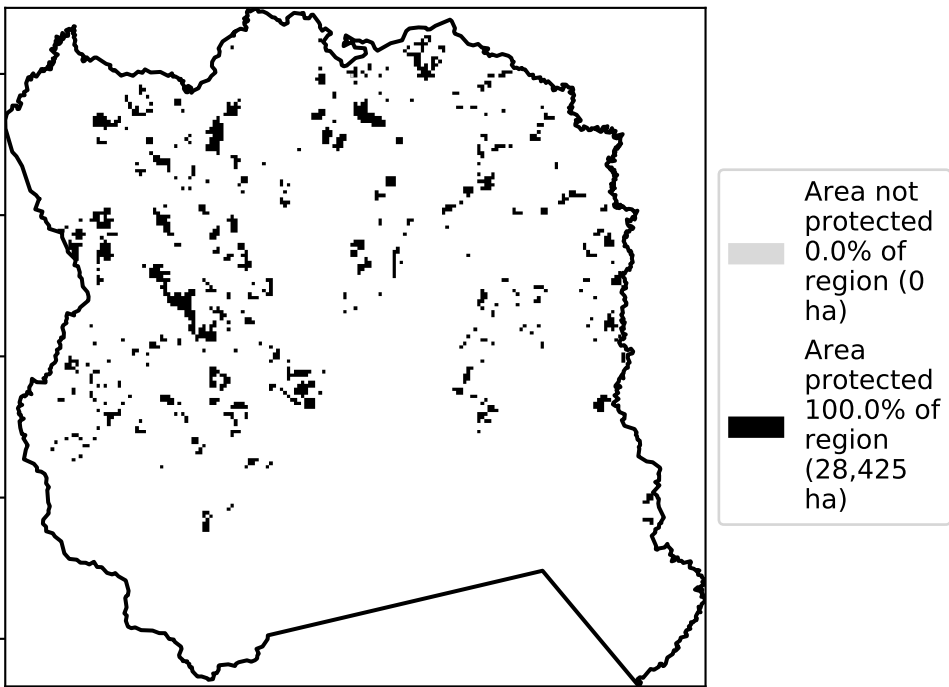 Area not
protected
0.0% of
region (0
ha)
Area
protected
100.0% of
region
(28,425
ha)